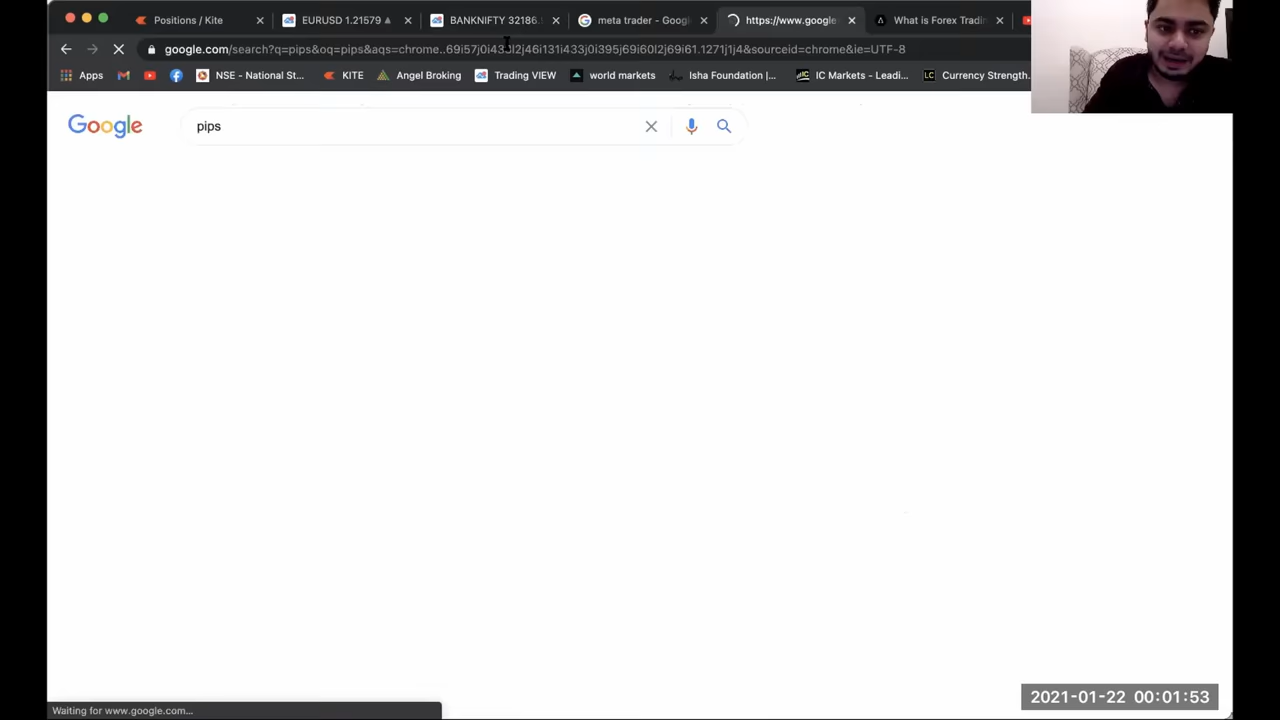 Positions / Kite
EURUSD 1.21579
BANKNIFTY 32186.
meta trader - Googl
https://www.google
What is Forex Tradin
google.com/search?q=pips&oq=pips&aqs=chrome..69i57j0i433l2j46i131i433j0i395j69i60l2j69i61.1271j1j4&sourceid=chrome&ie=UTF-8
Apps
NSE - National St...
KITE
Angel Broking
Trading VIEW
world markets
Isha Foundation |...
IC Markets - Leadi...
Currency Strength.
Google
pips
Waiting for www.google.com...
2021-01-22 00:01:53